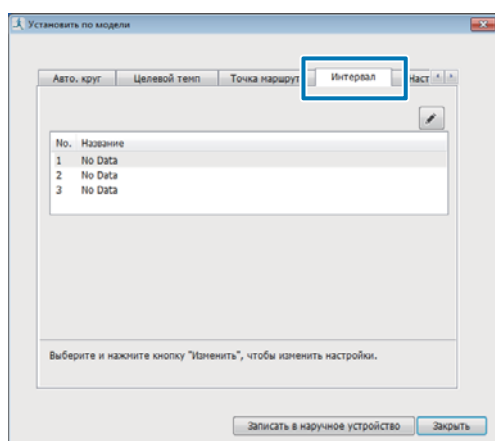 Установить по модели
Авто. круг Целевой темп Точка маршрут Интервал Наст
No. Название
1 No Data
2 No Data
3 No Data
Выберите и нажмите кнопку "Изменить", чтобы изменить настройки.
Записать в наручное устройство Закрыть